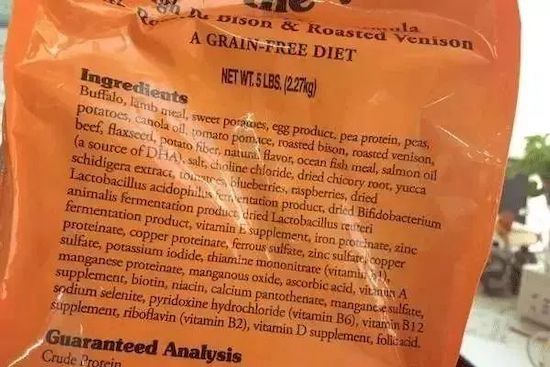 the
Bison & Roasted Venison
A GRAIN-FREE DIET
NET WT. 5 LBS. (2.27kg)
Ingredients
Buffalo, lamb meal, sweet potatoes, egg product, pea protein, peas,
potatoes, canola oil, tomato pomace, roasted bison, roasted venison,
beef, flaxseed, potato fiber, natural flavor, ocean fish meal, salmon oil
(a source of DHA), salt, choline chloride, dried chicory root, yucca
schidigera extract, tomatoes, blueberries, raspberries, dried
Lactobacillus acidophilus fermentation product, dried Bifidobacterium
animalis fermentation product, dried Lactobacillus reuteri
fermentation product, vitamin E supplement, iron proteinate, zinc
proteinate, copper proteinate, ferrous sulfate, zinc sulfate, copper
sulfate, potassium iodide, thiamine mononitrate (vitamin B1),
manganese proteinate, manganous oxide, ascorbic acid, vitamin A
supplement, biotin, niacin, calcium pantothenate, manganese sulfate,
sodium selenite, pyridoxine hydrochloride (vitamin B6), vitamin B12
supplement, riboflavin (vitamin B2), vitamin D supplement, folic acid.
Guaranteed Analysis
Crude Protein